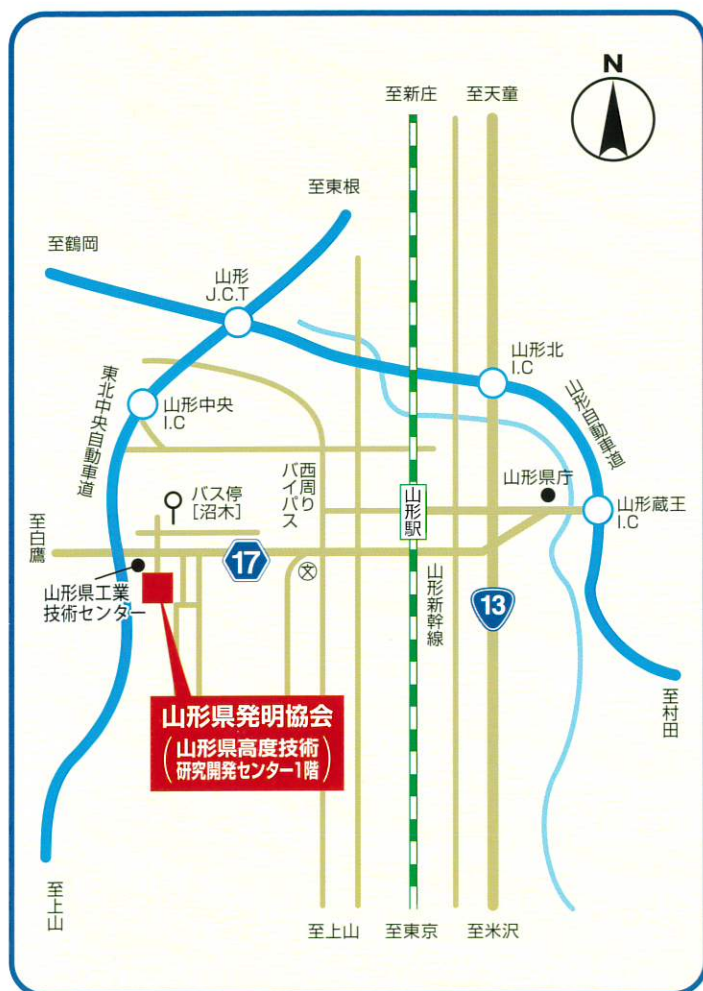 N
至新庄
至天童
至東根
至鶴岡
山形
J.C.T
山形北
I.C
東北中央自動車道
山形中央
I.C
山形自動車道
西周り
バイパス
バス停
[沼木]
山形駅
山形県庁
山形蔵王
I.C
至白鷹
17
文
山形県工業
技術センター
山形新幹線
13
山形県発明協会
(山形県高度技術
研究開発センター1階)
至村田
至上山
至上山
至東京
至米沢